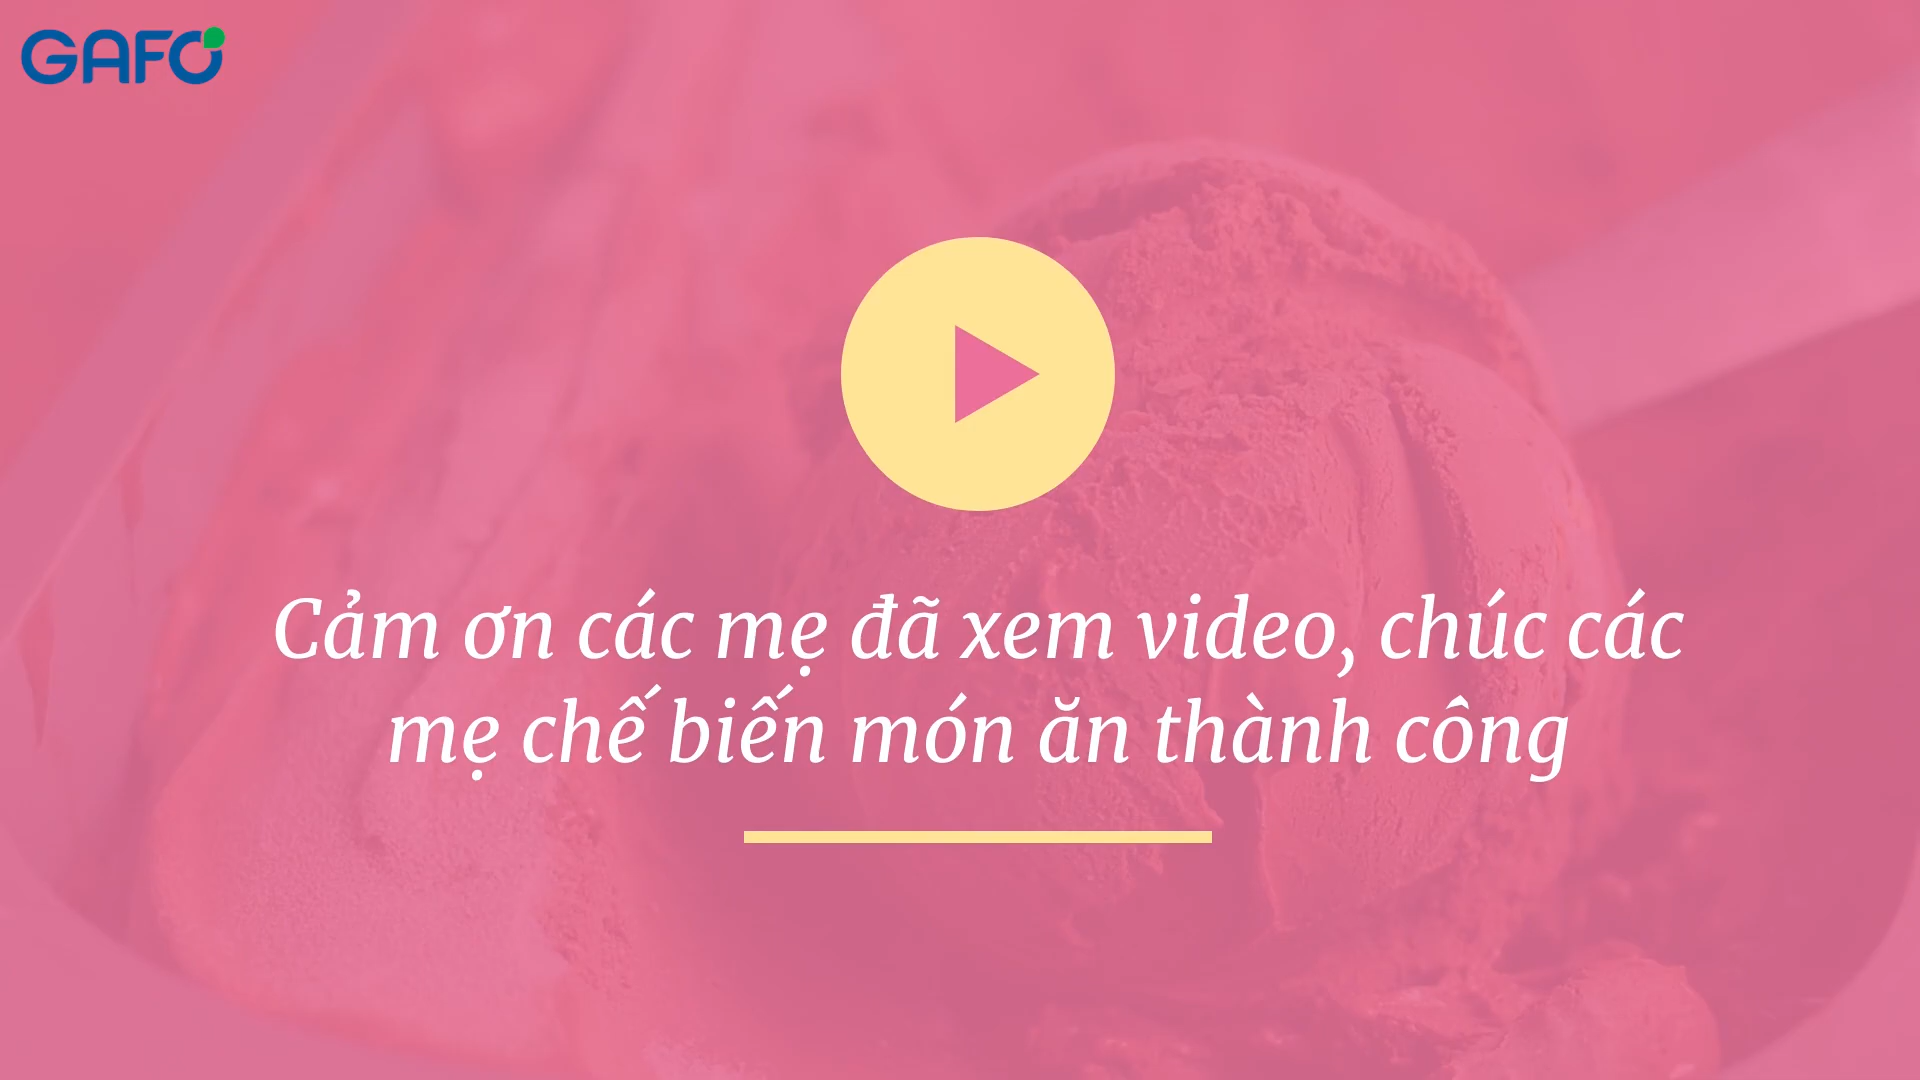 GAFO
Cảm ơn các mẹ đã xem video, chúc các
mẹ chế biến món ăn thành công